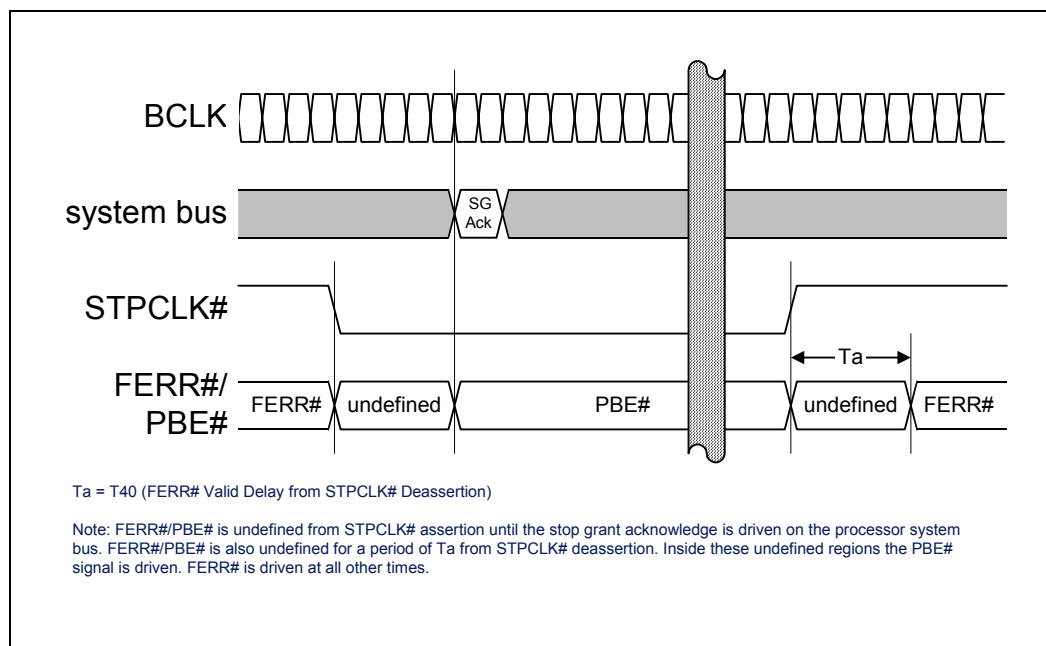 BCLK
system bus
SG
Ack
STPCLK#
Ta
FERR#/
PBE#
FERR#
undefined
PBE#
undefined
FERR#
Ta = T40 (FERR# Valid Delay from STPCLK# Deassertion)
Note: FERR#/PBE# is undefined from STPCLK# assertion until the stop grant acknowledge is driven on the processor system
bus. FERR#/PBE# is also undefined for a period of Ta from STPCLK# deassertion. Inside these undefined regions the PBE#
signal is driven. FERR# is driven at all other times.